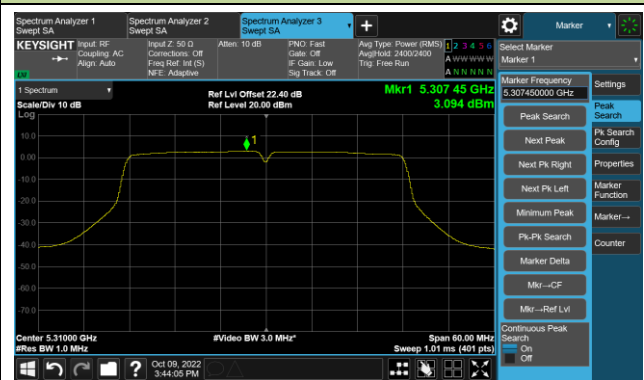 Spectrum Analyzer 1
Swept SA
Spectrum Analyzer 2
Swept SA
Spectrum Analyzer 3
Swept SA
Marker
KEYSIGHT
Input: RF
Coupling: AC
Align: Auto
Input Z: 50 Ω
Corrections: Off
Freq Ref: Int (S)
NFE: Adaptive
Atten: 10 dB
PNO: Fast
Gate: Off
IF Gain: Low
Sig Track: Off
Avg Type: Power (RMS)
Avg|Hold: 2400/2400
Trig: Free Run
1 2 3 4 5 6
A W W W W W
A N N N N N
Select Marker
Marker 1
1 Spectrum
Scale/Div 10 dB
Log
Ref Lvl Offset 22.40 dB
Ref Level 20.00 dBm
Mkr1 5.307 45 GHz
3.094 dBm
10.0
0.00
-10.0
-20.0
-30.0
-40.0
-50.0
-60.0
-70.0
1
Center 5.31000 GHz
#Res BW 1.0 MHz
#Video BW 3.0 MHz*
Span 60.00 MHz
Sweep 1.01 ms (401 pts)
Marker Frequency
5.307450000 GHz
Peak Search
Next Peak
Next Pk Right
Next Pk Left
Minimum Peak
Pk-Pk Search
Marker Delta
Mkr→CF
Mkr→Ref Lvl
Continuous Peak
Search
On
Off
Settings
Peak
Search
Pk Search
Config
Properties
Marker
Function
Marker→
Counter
?
Oct 09, 2022
3:44:05 PM